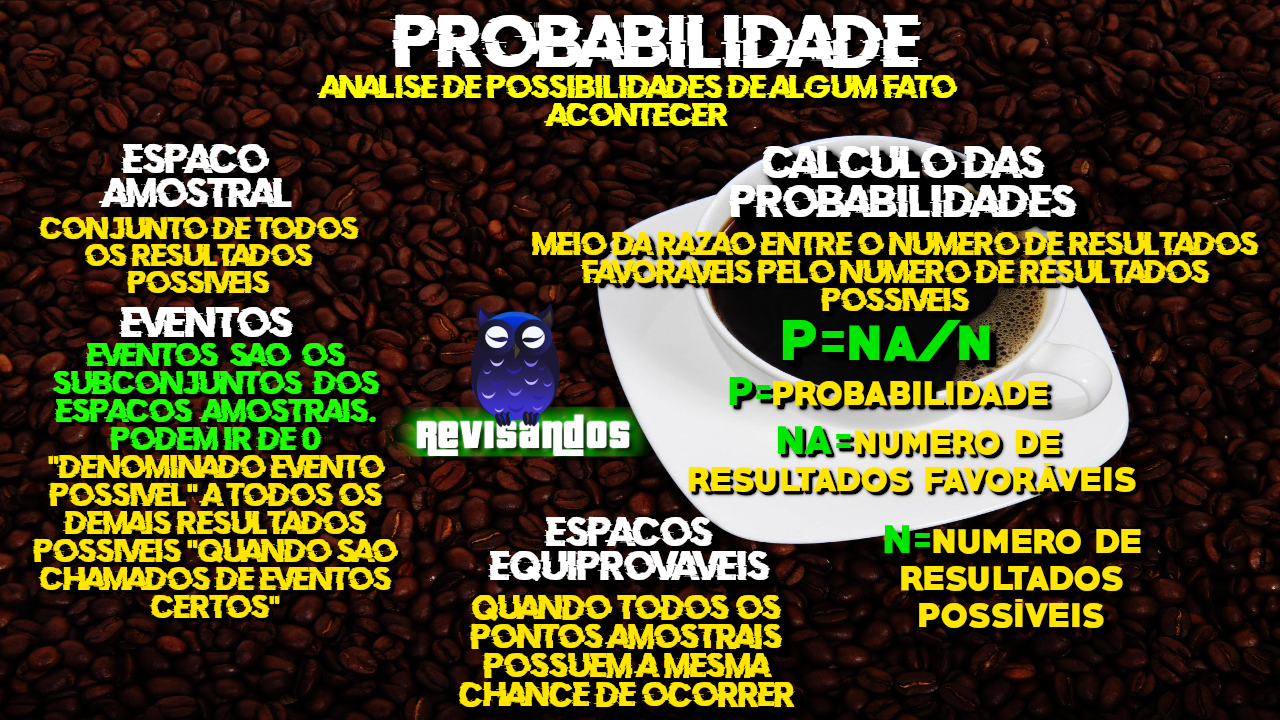 PROBABILIDADE
ANALISE DE POSSIBILIDADES DE ALGUM FATO
ACONTECER
ESPACO
AMOSTRAL
CONJUNTO DE TODOS
OS RESULTADOS
POSSIVEIS
EVENTOS
EVENTOS SAO OS
SUBCONJUNTOS DOS
ESPACOS AMOSTRAIS.
PODEM IR DE 0
"DENOMINADO EVENTO
POSSIVEL" A TODOS OS
DEMAIS RESULTADOS
POSSIVEIS "QUANDO SAO
CHAMADOS DE EVENTOS
CERTOS"
REVISANDOS
ESPACOS
EQUIPROVAVEIS
QUANDO TODOS OS
PONTOS AMOSTRAIS
POSSUEM A MESMA
CHANCE DE OCORRER
CALCULO DAS
PROBABILIDADES
MEIO DA RAZAO ENTRE O NUMERO DE RESULTADOS
FAVORAVEIS PELO NUMERO DE RESULTADOS
POSSIVEIS
P=NA/N
P=PROBABILIDADE
NA=NUMERO DE
RESULTADOS FAVORÁVEIS
N=NUMERO DE
RESULTADOS
POSSÍVEIS